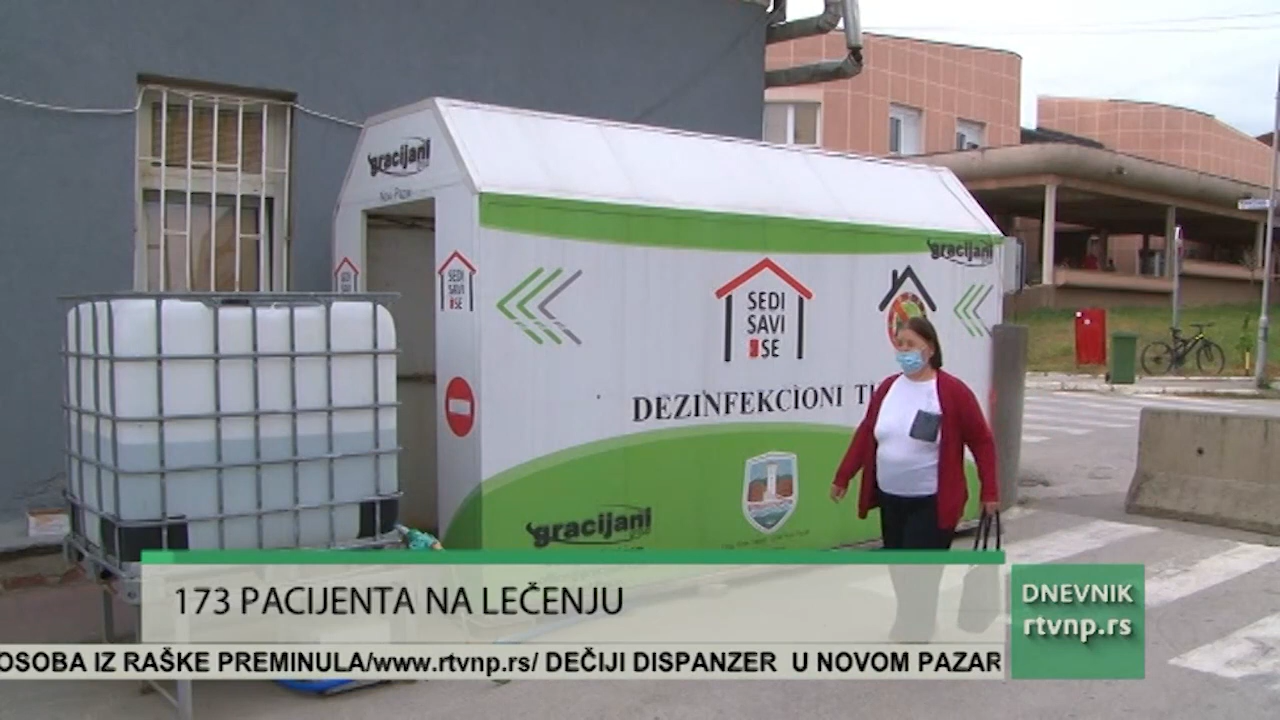 gracijani
Novi Pazar
gracijani
SEDI
SAVI
SE
SEDI
SAVI
SE
DEZINFEKCIONI
gracijani
173 PACIJENTA NA LEČENJU
DNEVNIK
rtvnp.rs
OSOBA IZ RAŠKE PREMINULA/www.rtvnp.rs/ DEČIJI DISPANZER U NOVOM PAZAR